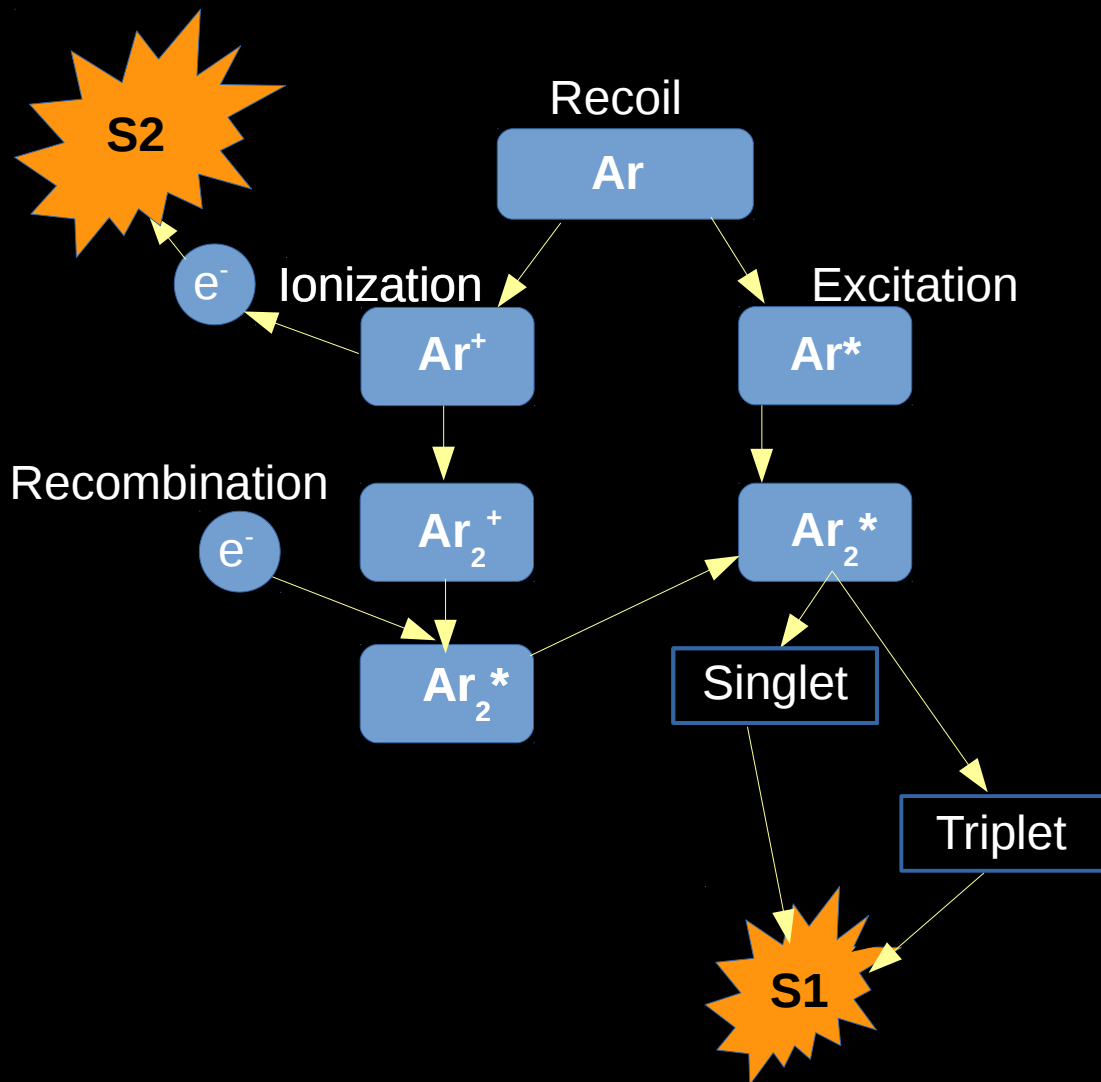 Recoil
S2
Ar
e⁻
Ionization
Excitation
Ar⁺
Ar*
Recombination
e⁻
Ar₂⁺
Ar₂*
Ar₂*
Singlet
Triplet
S1